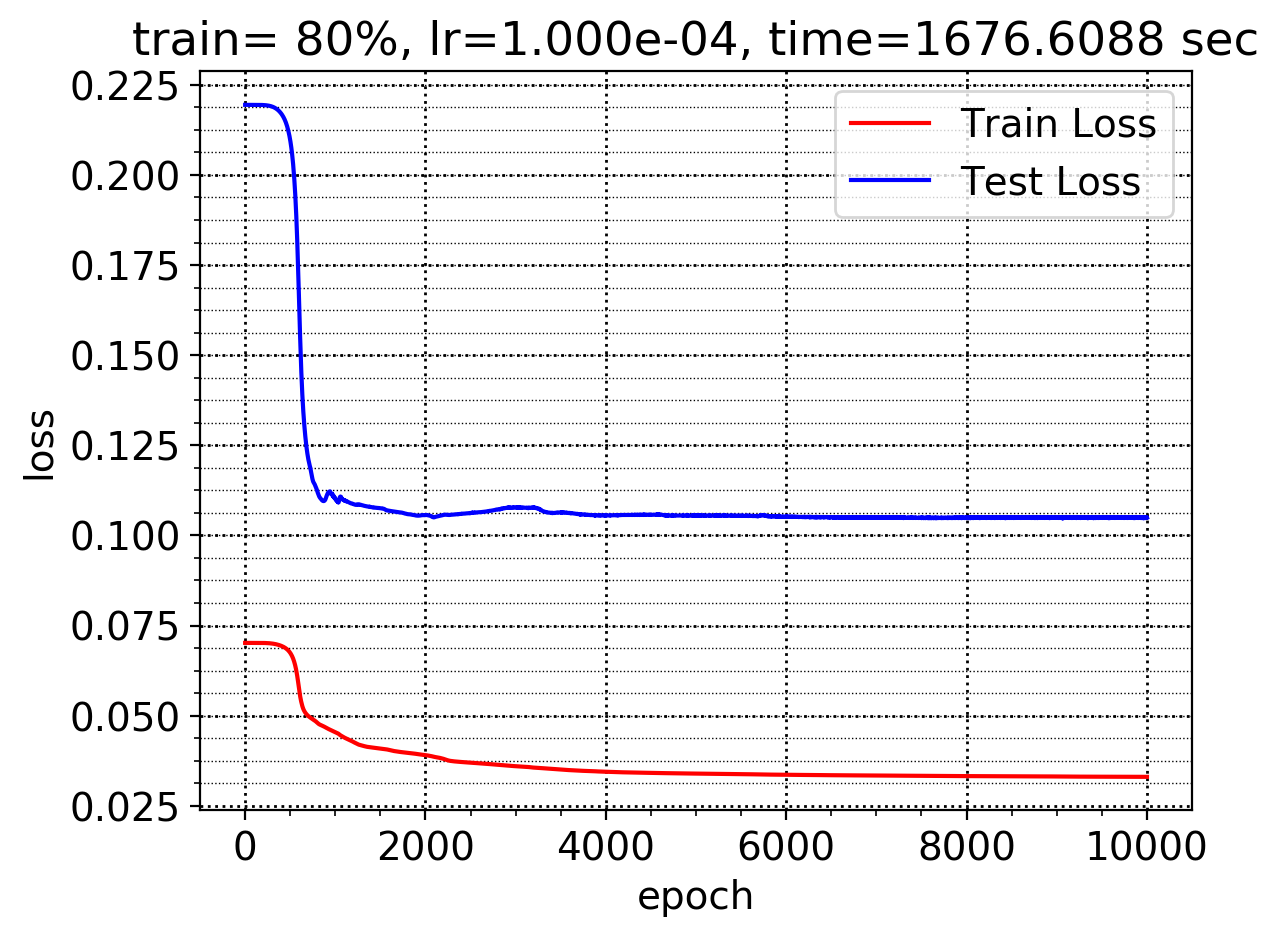 train= 80%, lr=1.000e-04, time=1676.6088 sec
0.225
0.200
0.175
0.150
0.125
0.100
0.075
0.050
0.025
loss
Train Loss
Test Loss
0 2000 4000 6000 8000 10000
epoch